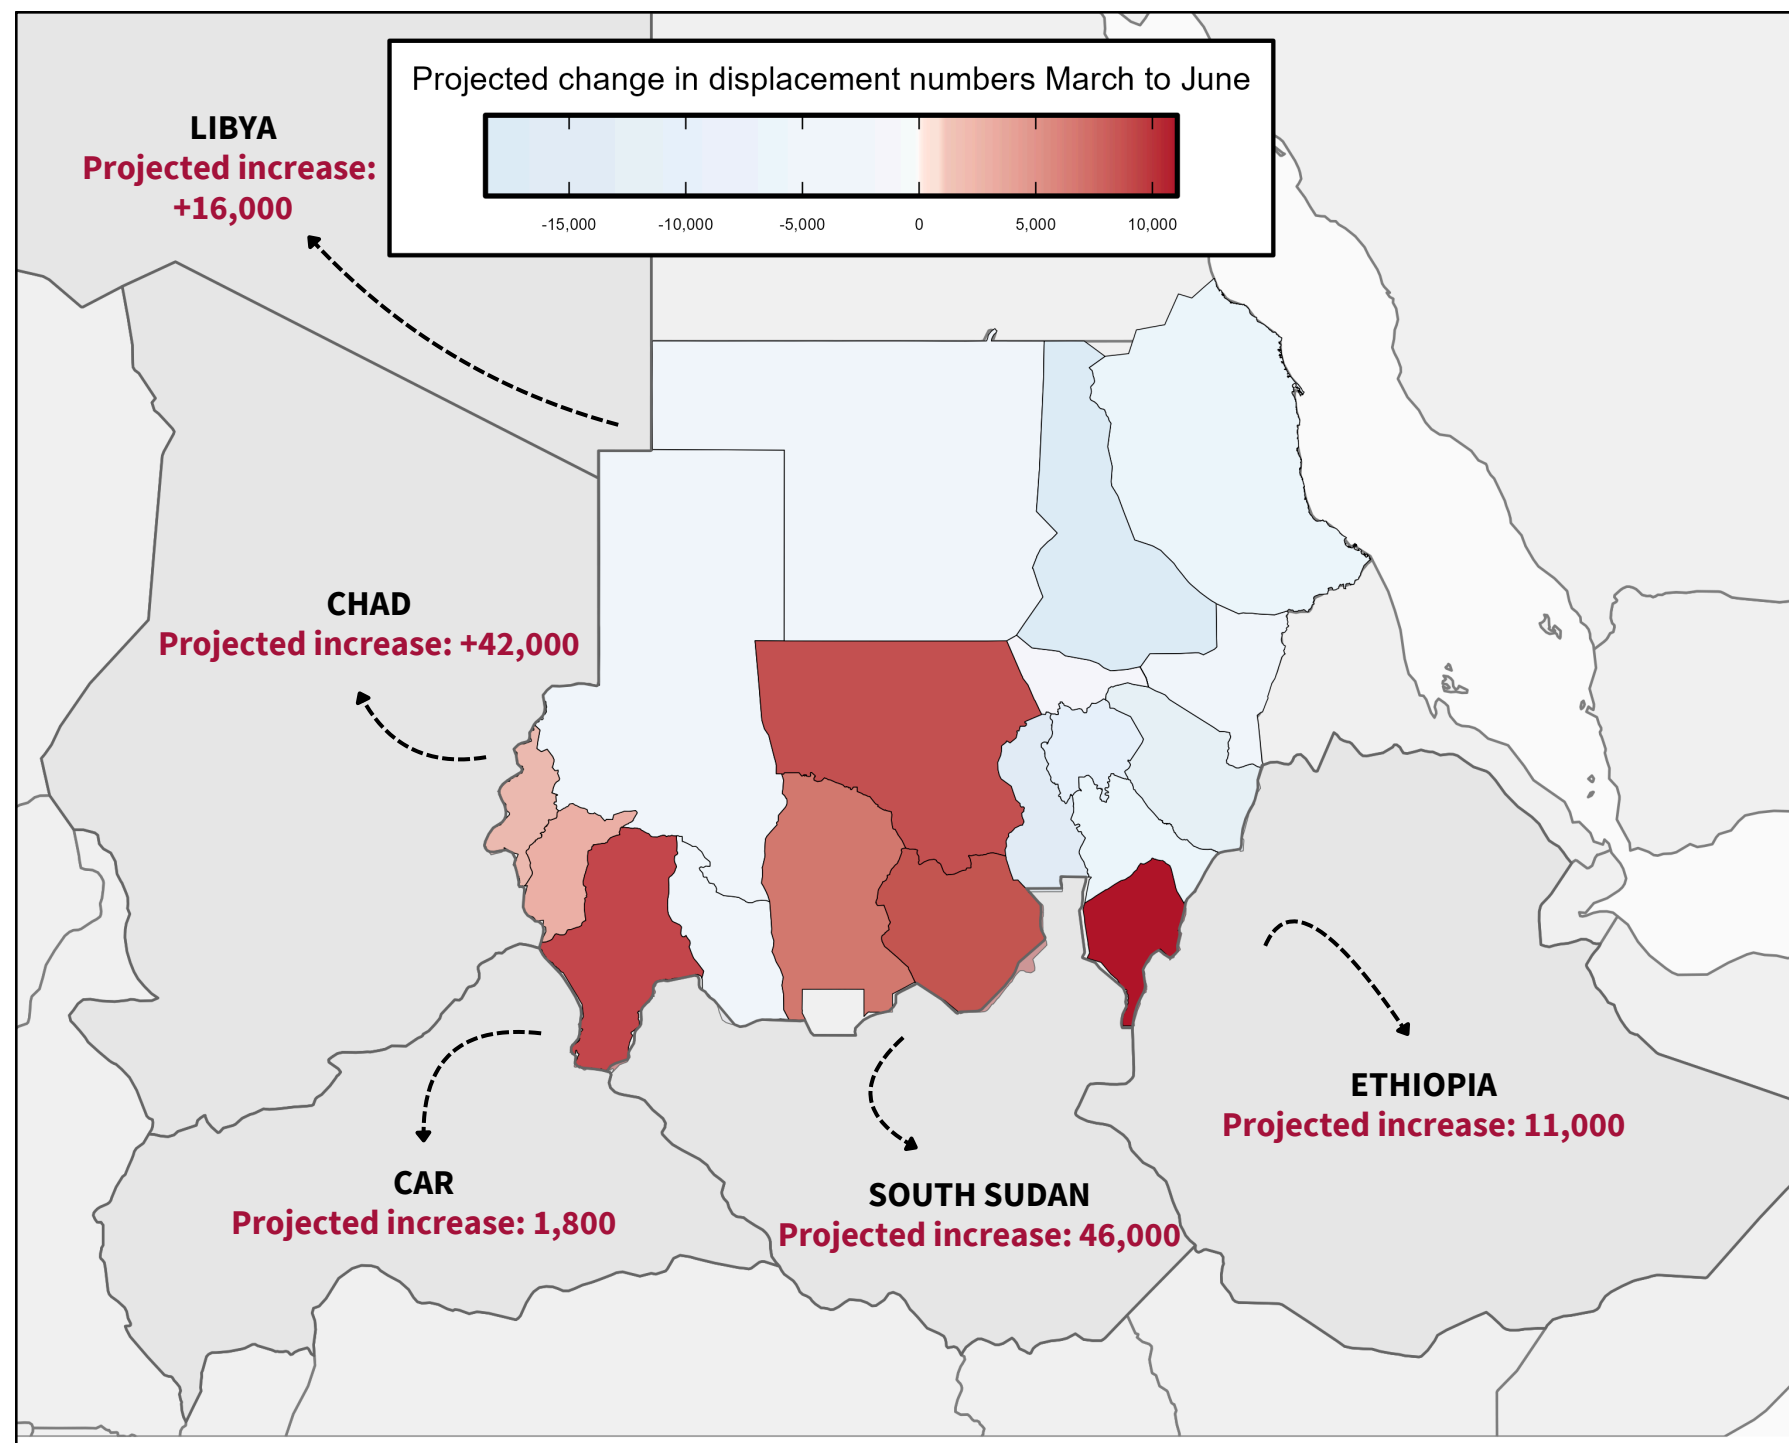 Projected change in displacement numbers March to June
-15,000
-10,000
-5,000
0
5,000
10,000
LIBYA
Projected increase:
+16,000
CHAD
Projected increase: +42,000
ETHIOPIA
Projected increase: 11,000
CAR
Projected increase: 1,800
SOUTH SUDAN
Projected increase: 46,000